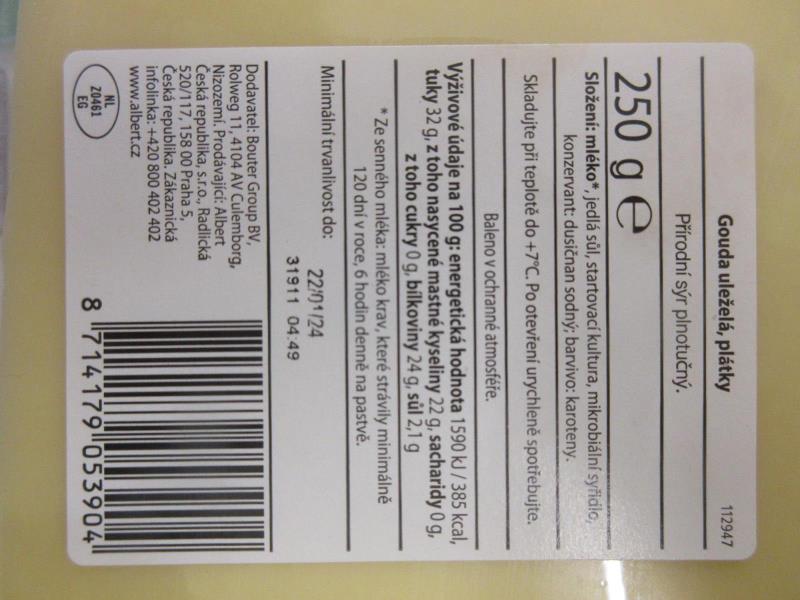 Gouda uležela, plátky
112947
Přírodní sýr plnotučný.
250 g ℮
Složení: mléko*, jedlá sůl, startovací kultura, mikrobiální syřidlo,
konzervant: dusičnan sodný; barvivo: karoteny.
Skladujte při teplotě do +7°C. Po otevření urychleně spotřebujte.
Baleno v ochranné atmosféře.
Výživové údaje na 100 g: energetická hodnota 1590 kJ / 385 kcal,
tuky 32 g, z toho nasycené mastné kyseliny 22 g, sacharidy 0 g,
z toho cukry 0 g, bílkoviny 24 g, sůl 2,1 g
* Ze senného mléka: mléko krav, které strávily minimálně
120 dní v roce, 6 hodin denně na pastvě.
Minimální trvanlivost do:
22/01/24
31911 04:49
Dodavatel: Bouter Group BV,
Rolweg 11, 4104 AV Culemborg,
Nizozemí. Prodávající: Albert
Česká republika, s.r.o., Radlická
520/117, 158 00 Praha 5,
Česká republika. Zákaznická
infolinka: +420 800 402 402
www.albert.cz
NL
Z0461
EG
8 714179 053904